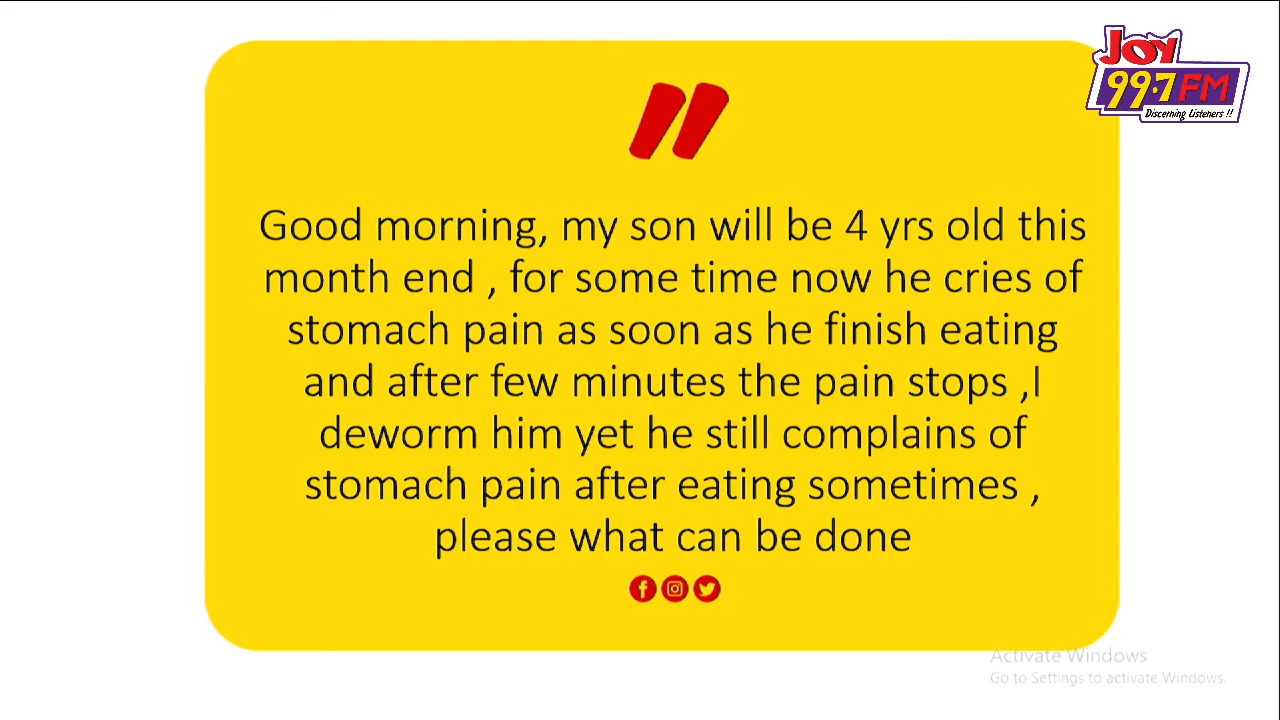 JOY
99.7 FM
Discerning Listeners !!
Good morning, my son will be 4 yrs old this
month end , for some time now he cries of
stomach pain as soon as he finish eating
and after few minutes the pain stops ,I
deworm him yet he still complains of
stomach pain after eating sometimes ,
please what can be done
Activate Windows
Go to Settings to activate Windows.